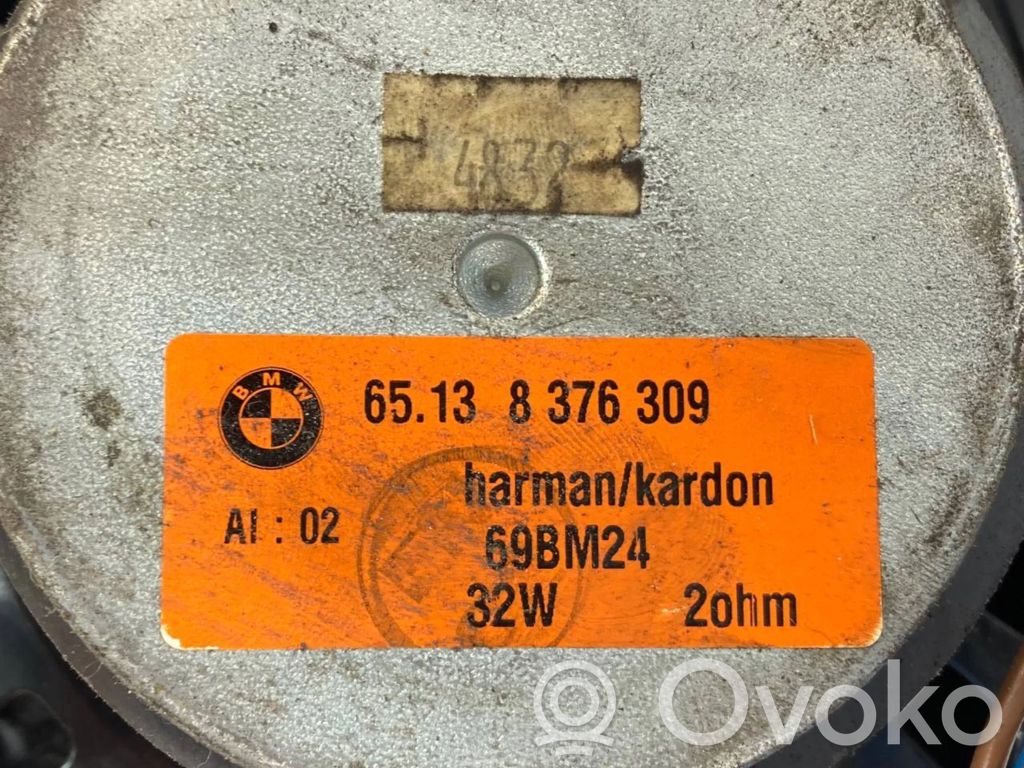 4832
BMW
65.13 8 376 309
harman/kardon
AI : 02
69BM24
32W 2ohm
Ovoko